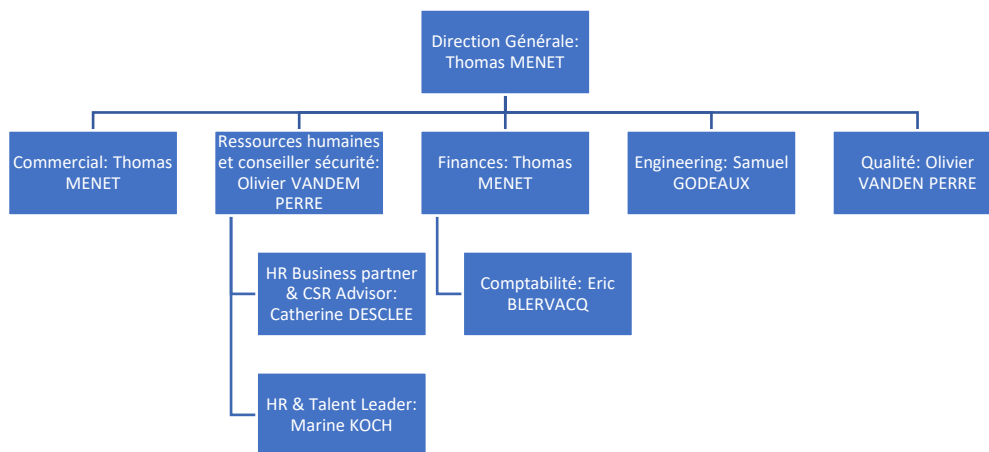 Direction Générale:
Thomas MENET
Commercial: Thomas
MENET
Ressources humaines
et conseiller sécurité:
Olivier VANDEM
PERRE
Finances: Thomas
MENET
Engineering: Samuel
GODEAUX
Qualité: Olivier
VANDEN PERRE
HR Business partner
& CSR Advisor:
Catherine DESCLEE
Comptabilité: Eric
BLERVACQ
HR & Talent Leader:
Marine KOCH